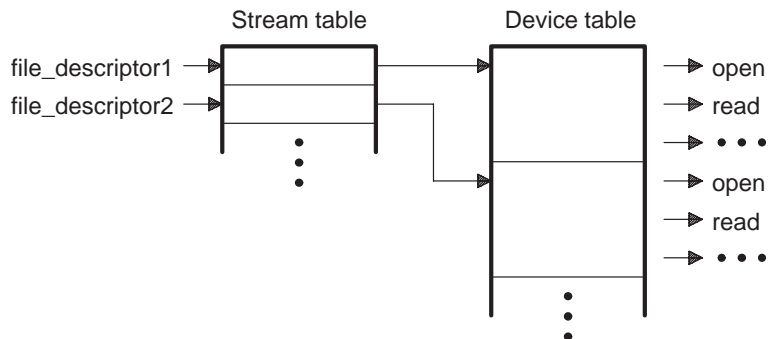 Stream table
Device table
file_descriptor1
file_descriptor2
open
read
• • •
open
read
• • •